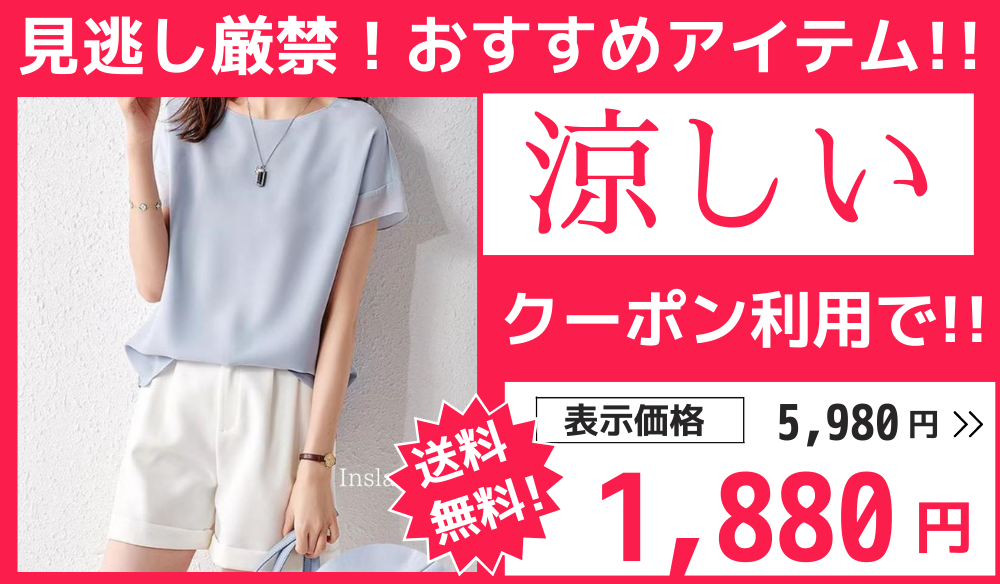 見逃し厳禁！おすすめアイテム!!
涼しい
クーポン利用で!!
表示価格 5,980円 >>
1,880円
送料
無料!